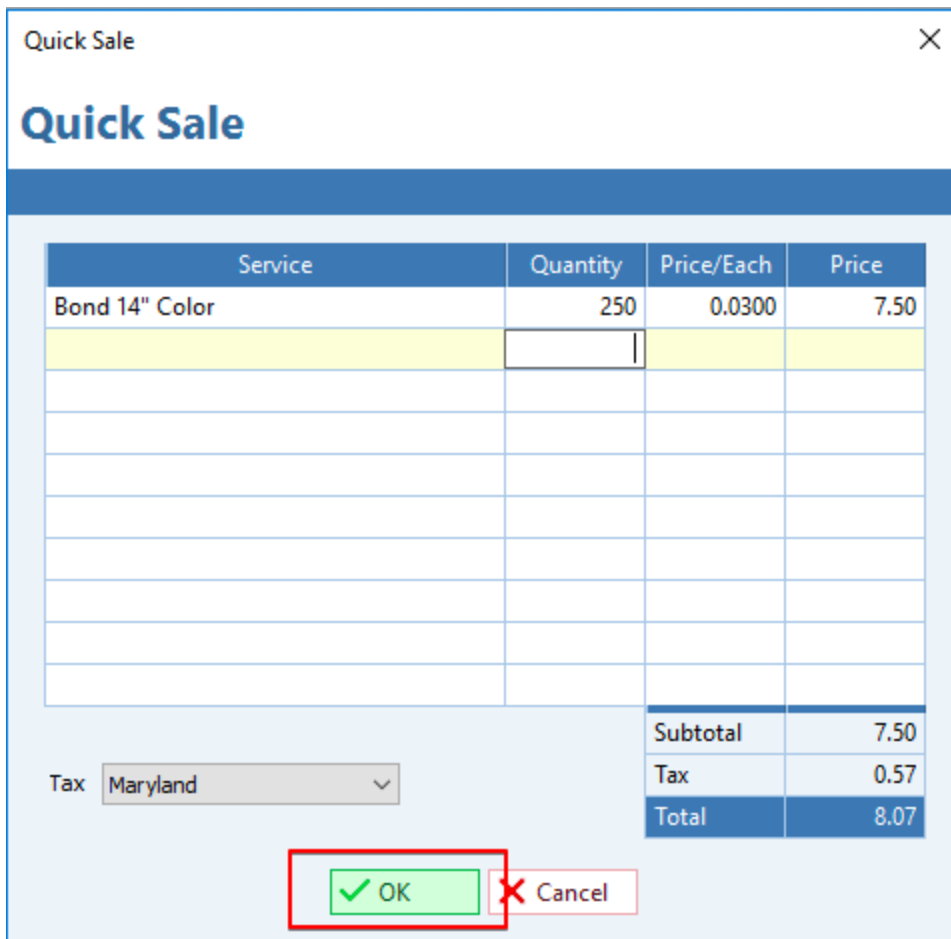 Quick Sale
Quick Sale
Service Quantity Price/Each Price
Bond 14" Color 250 0.0300 7.50
Subtotal 7.50
Tax Maryland Tax 0.57
Total 8.07
OK Cancel